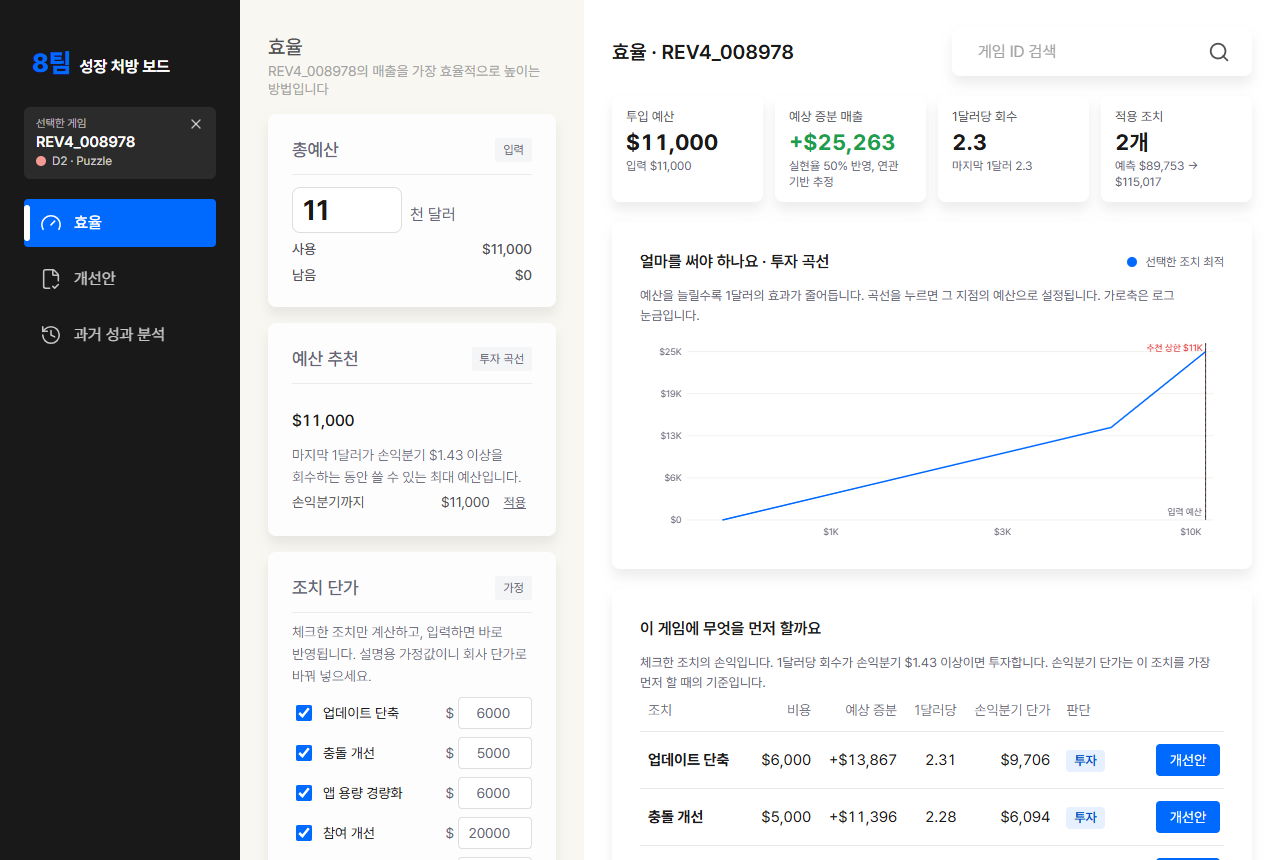 8팀 성장 처방 보드
선택한 게임
REV4_008978
D2 · Puzzle
효율
개선안
과거 성과 분석
효율
REV4_008978의 매출을 가장 효율적으로 높이는
방법입니다
총예산
입력
11 천 달러
사용 $11,000
남음 $0
예산 추천
투자 곡선
$11,000
마지막 1달러가 손익분기 $1.43 이상을
회수하는 동안 쓸 수 있는 최대 예산입니다.
손익분기까지 $11,000 적용
조치 단가
가정
체크한 조치만 계산하고, 입력하면 바로
반영됩니다. 설명용 가정값이니 회사 단가로
바꿔 넣으세요.
업데이트 단축 $ 6000
충돌 개선 $ 5000
앱 용량 경량화 $ 6000
참여 개선 $ 20000
효율 · REV4_008978
게임 ID 검색
투입 예산
$11,000
입력 $11,000
예상 증분 매출
+$25,263
실현율 50% 반영, 연관
기반 추정
1달러당 회수
2.3
마지막 1달러 2.3
적용 조치
2개
예측 $89,753 →
$115,017
얼마를 써야 하나요 · 투자 곡선
선택한 조치 최적
예산을 늘릴수록 1달러의 효과가 줄어듭니다. 곡선을 누르면 그 지점의 예산으로 설정됩니다. 가로축은 로그
눈금입니다.
추천 상한 $11K
$25K
$19K
$13K
$6K
$0
입력 예산
$1K $3K $10K
이 게임에 무엇을 먼저 할까요
체크한 조치의 손익입니다. 1달러당 회수가 손익분기 $1.43 이상이면 투자합니다. 손익분기 단가는 이 조치를 가장
먼저 할 때의 기준입니다.
조치 비용 예상 증분 1달러당 손익분기 단가 판단
업데이트 단축 $6,000 +$13,867 2.31 $9,706 투자 개선안
충돌 개선 $5,000 +$11,396 2.28 $6,094 투자 개선안